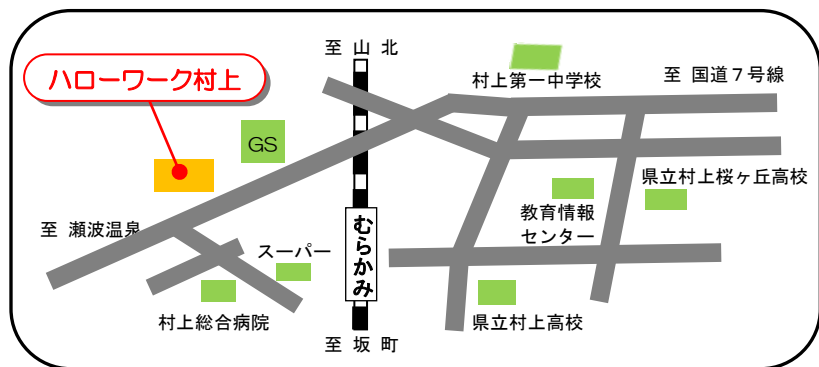 至 山 北
ハローワーク村上
村上第一中学校
至 国道７号線
GS
県立村上桜ヶ丘高校
教育情報
センター
至 瀬波温泉
スーパー
むらかみ
村上総合病院
県立村上高校
至 坂 町